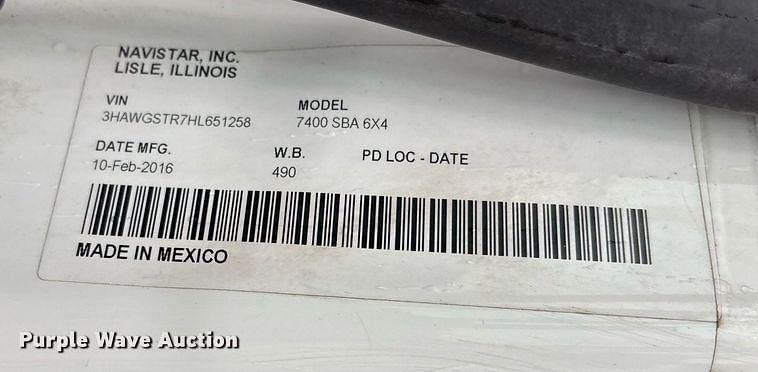 NAVISTAR, INC.
LISLE, ILLINOIS
VIN MODEL
3HAWGSTR7HL651258 7400 SBA 6X4
DATE MFG. W.B. PD LOC - DATE
10-Feb-2016 490
MADE IN MEXICO
Purple Wave Auction